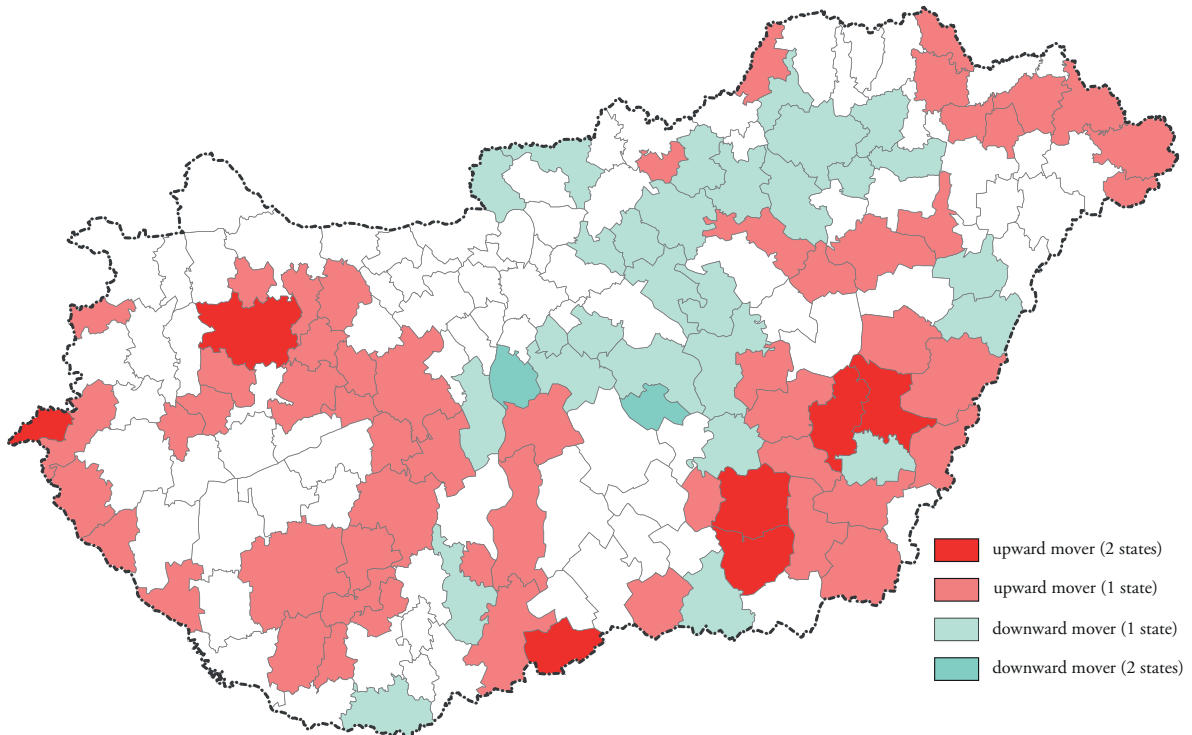 upward mover (2 states)
upward mover (1 state)
downward mover (1 state)
downward mover (2 states)